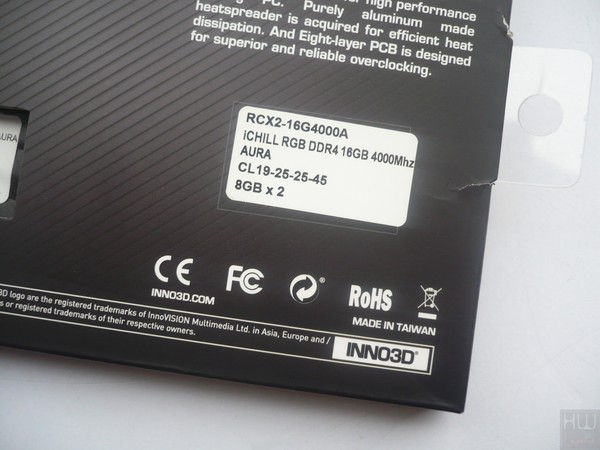 high performance
PC. Purely aluminum made
heatspreader is acquired for efficient heat
dissipation. And Eight-layer PCB is designed
for superior and reliable overclocking.
AURA
RCX2-16G4000A
ICHILL RGB DDR4 16GB 4000Mhz
AURA
CL19-25-25-45
8GB x 2
CE
FC
RoHS
INNO3D.COM
MADE IN TAIWAN
3D logo are the registered trademarks of InnoVISION Multimedia Ltd. in Asia, Europe and /
or registered trademarks of their respective owners.
INNO3D®
HW